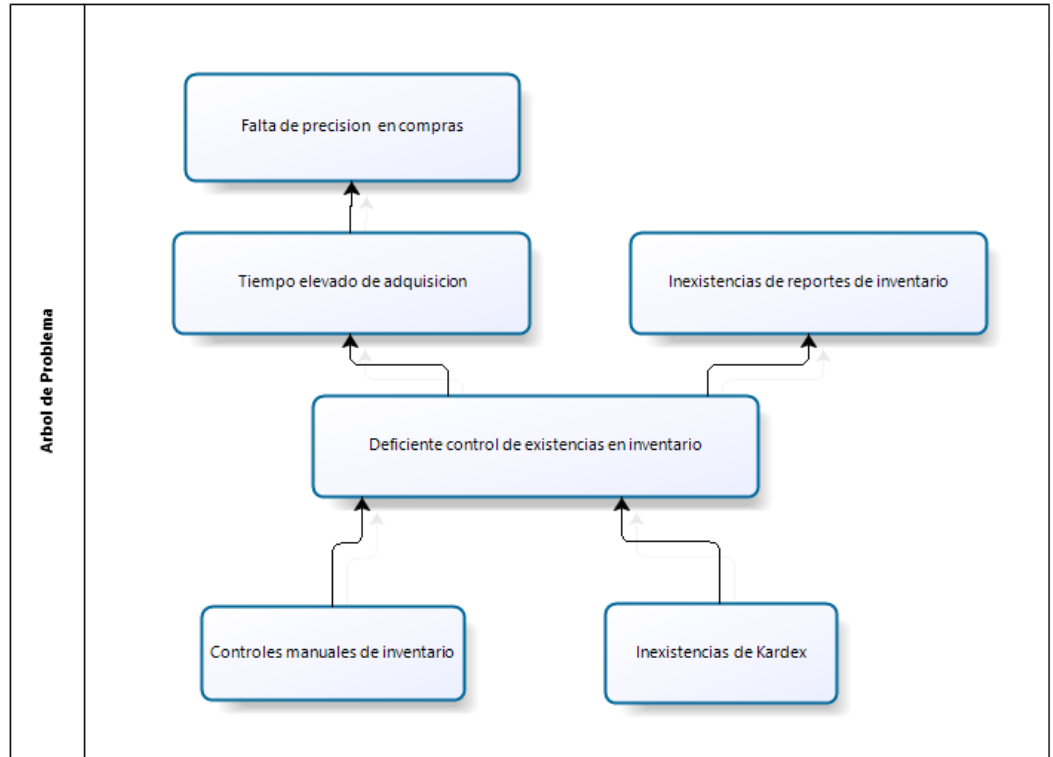 Arbol de Problema
Falta de precision en compras
Tiempo elevado de adquisicion
Inexistencias de reportes de inventario
Deficiente control de existencias en inventario
Controles manuales de inventario
Inexistencias de Kardex